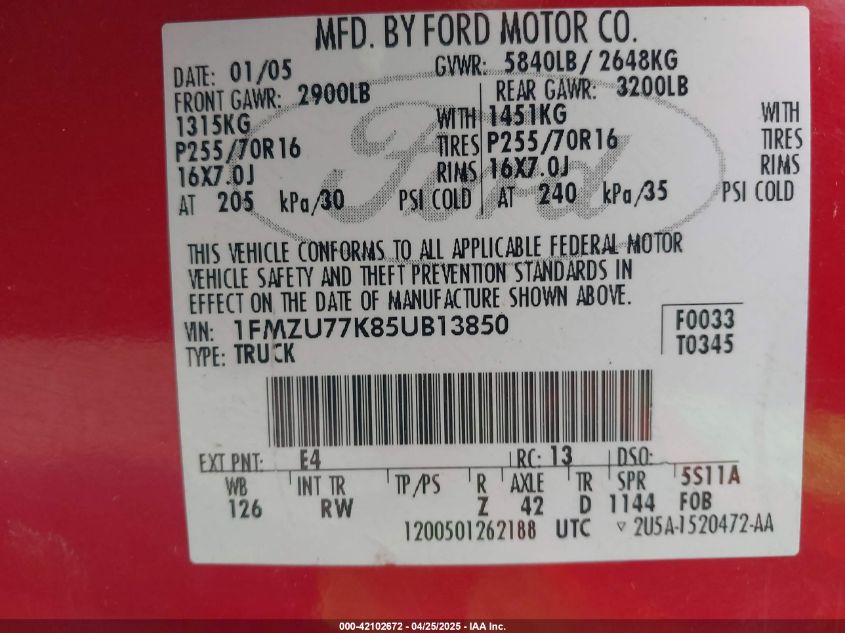 MFD. BY FORD MOTOR CO.
DATE: 01/05 GVWR: 5840LB/ 2648KG
FRONT GAWR: 2900LB REAR GAWR: 3200LB
1315KG WITH 1451KG WITH
P255/70R16 TIRES P255/70R16 TIRES
16X7.0J RIMS 16X7.0J RIMS
AT 205 kPa/30 PSI COLD AT 240 kPa/35 PSI COLD
Ford
THIS VEHICLE CONFORMS TO ALL APPLICABLE FEDERAL MOTOR
VEHICLE SAFETY AND THEFT PREVENTION STANDARDS IN
EFFECT ON THE DATE OF MANUFACTURE SHOWN ABOVE.
VIN: 1FMZU77K85UB13850 F0033
TYPE: TRUCK T0345
EXT PNT: E4 RC: 13 DSO:
WB INT TR TP/PS R AXLE TR SPR 5S11A
126 RW Z 42 D 1144 FOB
1200501262188 UTC ▽ 2U5A-1520472-AA
000-42102672 - 04/25/2025 - IAA Inc.